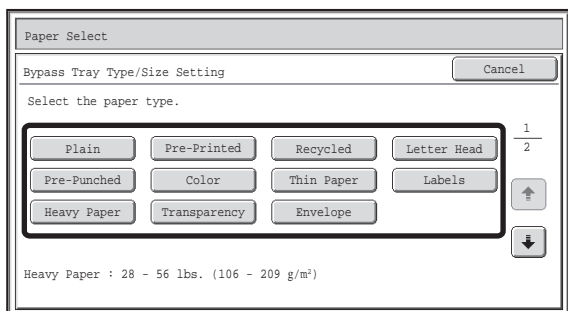 Paper Select
Bypass Tray Type/Size Setting Cancel
Select the paper type.
Plain Pre-Printed Recycled Letter Head
Pre-Punched Color Thin Paper Labels
Heavy Paper Transparency Envelope
1
2
Heavy Paper : 28 - 56 lbs. (106 - 209 g/m²)